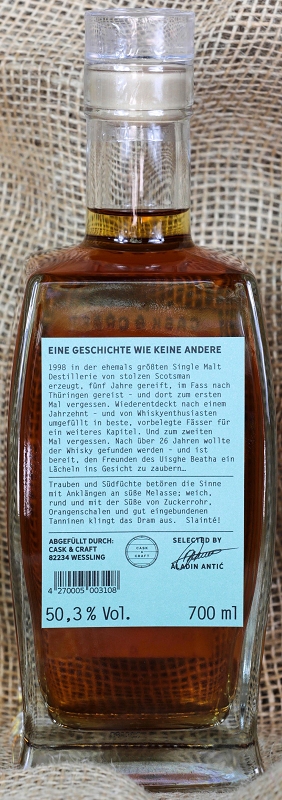 EINE GESCHICHTE WIE KEINE ANDERE
1998 in der ehemals größten Single Malt
Destillerie von stolzen Scotsman
erzeugt, fünf Jahre gereift, im Fass nach
Thüringen gereist - und dort zum ersten
Mal vergessen. Wiederentdeckt nach einem
Jahrzehnt - und von Whiskyenthusiasten
umgefüllt in beste, vorbelegte Fässer für
ein weiteres Kapitel. Und zum zweiten
Mal vergessen. Nach über 26 Jahren wollte
der Whisky gefunden werden - und ist
bereit, den Freunden des Uisghe Beatha ein
Lächeln ins Gesicht zu zaubern…
Trauben und Südfüchte betören die Sinne
mit Anklängen an süße Melasse; weich,
rund und mit der Süße von Zuckerrohr,
Orangenschalen und gut eingebundenen
Tanninen klingt das Dram aus. Slainté!
ABGEFÜLLT DURCH:
CASK & CRAFT
82234 WESSLING
CASK
CRAFT
SELECTED BY
ALADIN ANTIĆ
4 270005 003108
50,3 % Vol.
700 ml